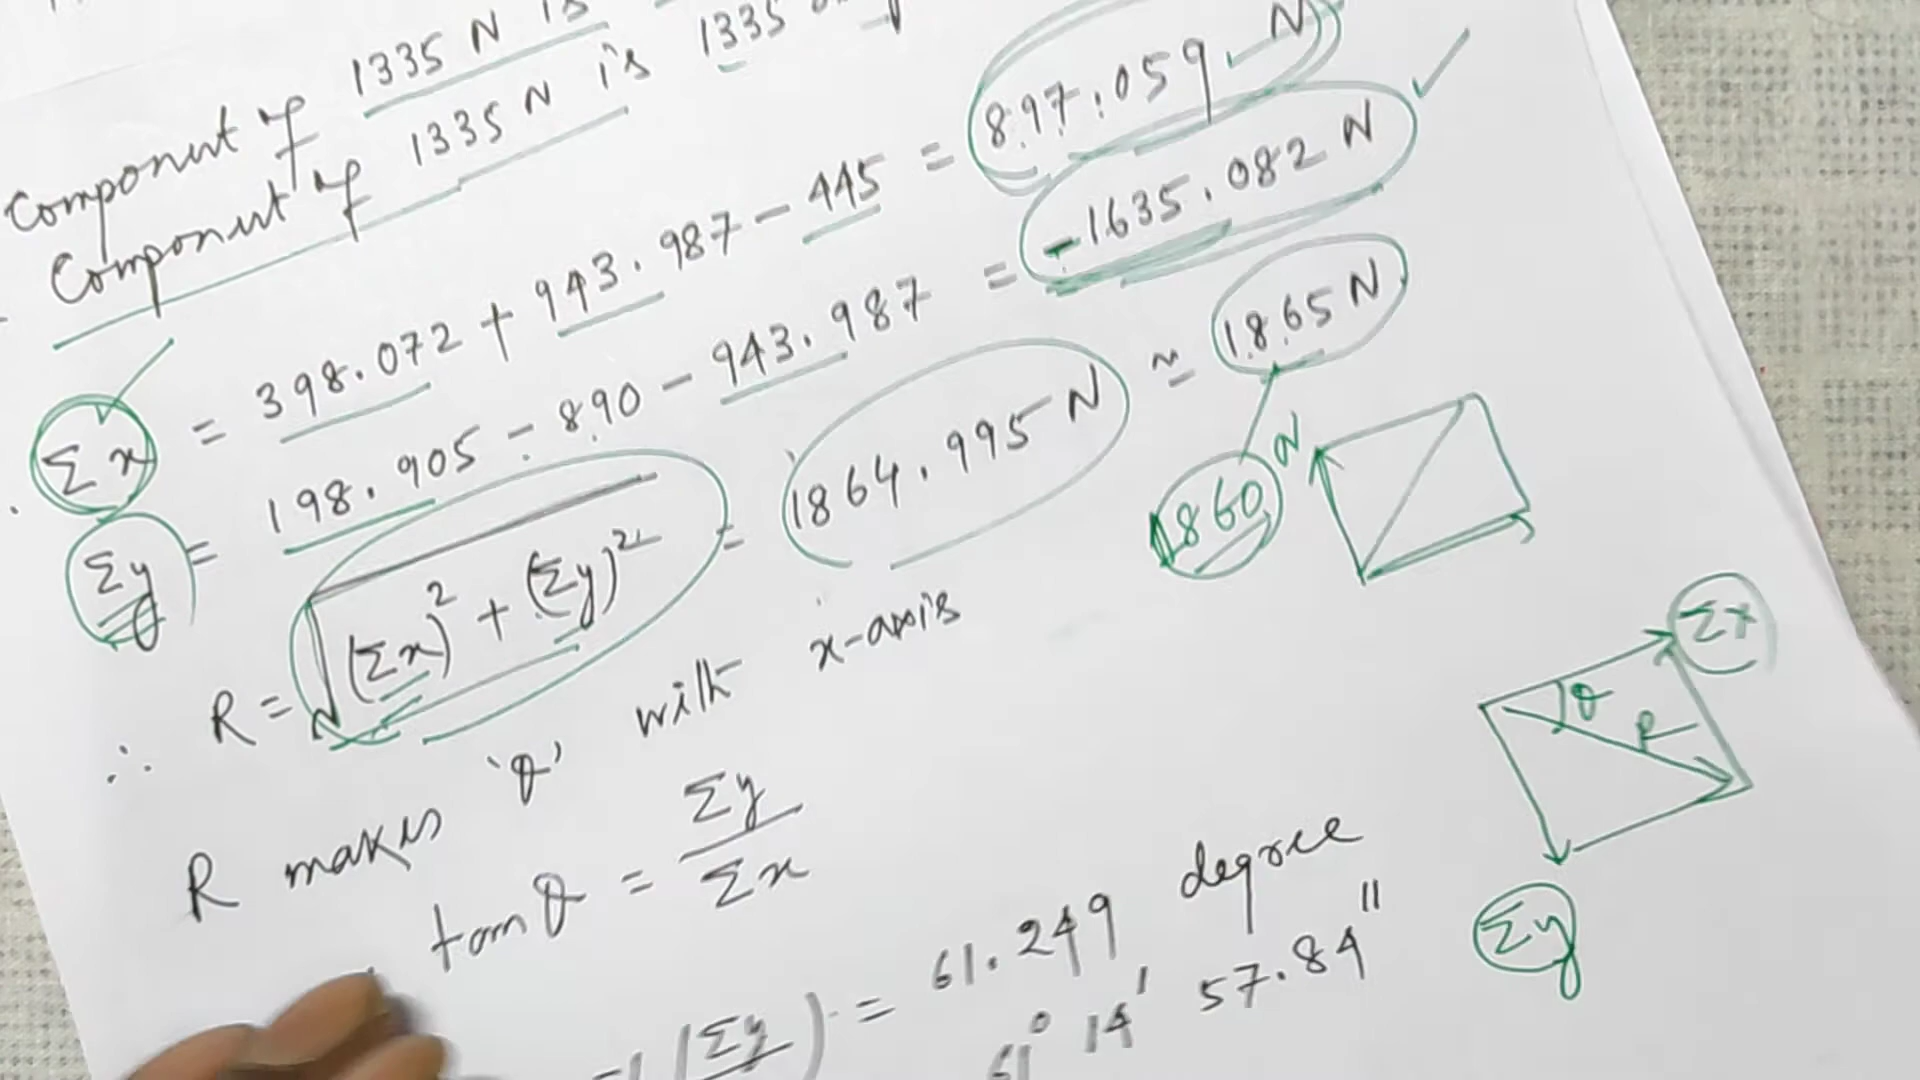 Component of 1335 N is
Component of 1335 N is 1335
Σx = 398.072 + 943.987 - 445 = 897.059 N
Σy = 198.905 - 890 - 943.987 = -1635.082 N
∴ R = √(Σx)² + (Σy)² = 1864.995 N ≃ 1865 N
1860 N
R makes 'θ' with x-axis
tanθ = Σy/Σx
(Σy = 61.249 degree
61° 14' 57.84"
Σx
θ
R
Σy